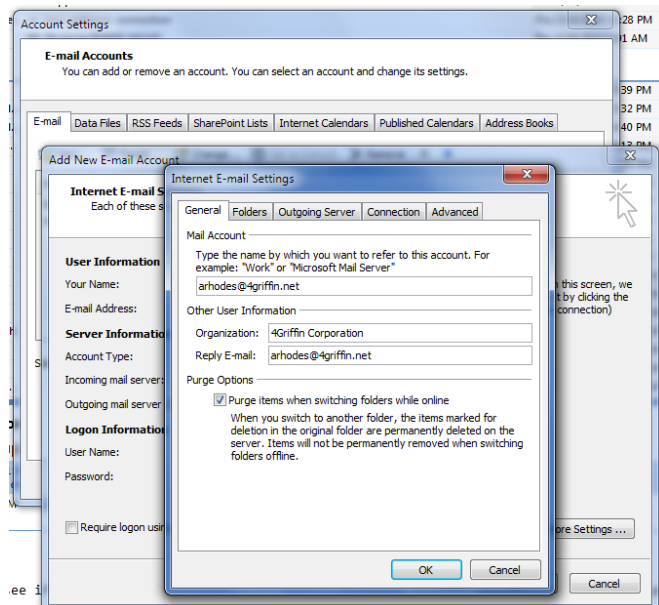 Account Settings
:28 PM
E-mail Accounts
You can add or remove an account. You can select an account and change its settings.
39 PM
32 PM
40 PM
E-mail Data Files RSS Feeds SharePoint Lists Internet Calendars Published Calendars Address Books
Add New E-mail Account
Internet E-mail S
Each of these s
Internet E-mail Settings
General Folders Outgoing Server Connection Advanced
Mail Account
Type the name by which you want to refer to this account. For
example: "Work" or "Microsoft Mail Server"
arhodes@4griffin.net
Other User Information
Organization: 4Griffin Corporation
Reply E-mail: arhodes@4griffin.net
Purge Options
Purge items when switching folders while online
When you switch to another folder, the items marked for
deletion in the original folder are permanently deleted on the
server. Items will not be permanently removed when switching
folders offline.
OK Cancel
User Information
Your Name:
E-mail Address:
Server Informatio
Account Type:
Incoming mail server:
Outgoing mail server
Logon Information
User Name:
Password:
Require logon usin
this screen, we
t by clicking the
connection)
ore Settings ...
Cancel
see i